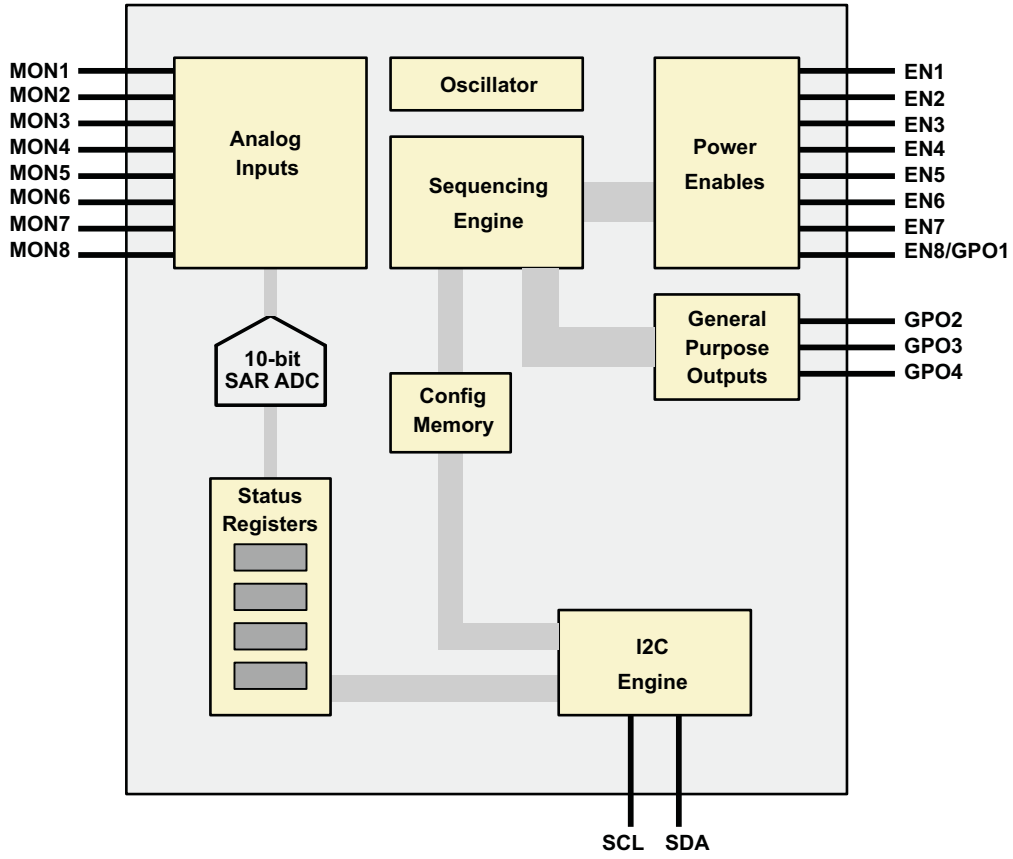 MON1
MON2
MON3
MON4
MON5
MON6
MON7
MON8
Analog
Inputs
Oscillator
Sequencing
Engine
Power
Enables
EN1
EN2
EN3
EN4
EN5
EN6
EN7
EN8/GPO1
General
Purpose
Outputs
GPO2
GPO3
GPO4
10-bit
SAR ADC
Config
Memory
Status
Registers
I2C
Engine
SCL
SDA